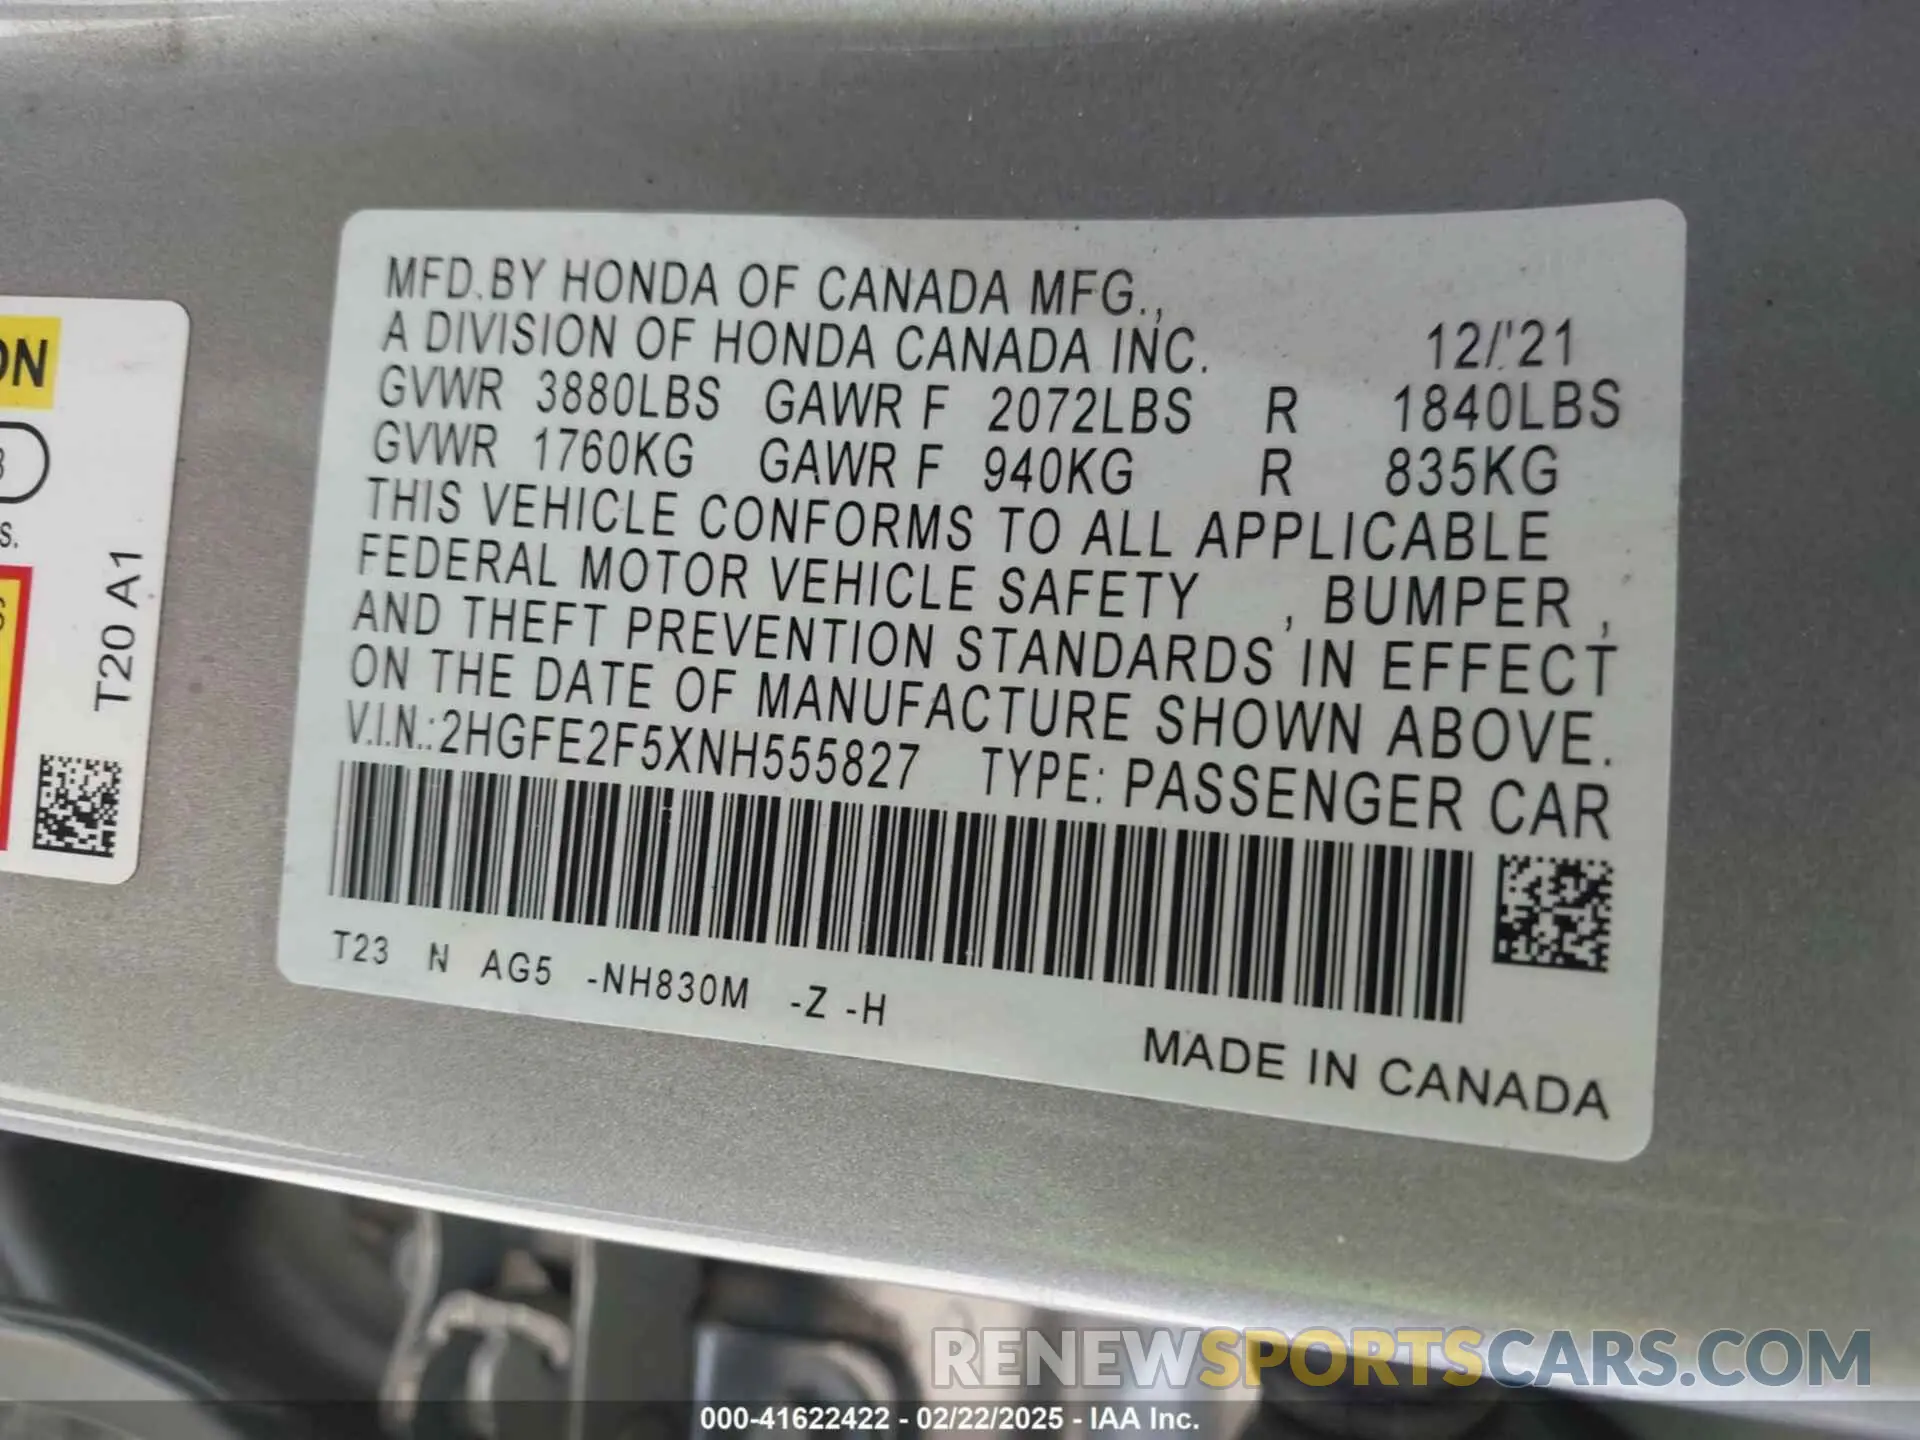 MFD.BY HONDA OF CANADA MFG.,
A DIVISION OF HONDA CANADA INC. 12/'21
GVWR 3880LBS GAWR F 2072LBS R 1840LBS
GVWR 1760KG GAWR F 940KG R 835KG
THIS VEHICLE CONFORMS TO ALL APPLICABLE
FEDERAL MOTOR VEHICLE SAFETY , BUMPER ,
AND THEFT PREVENTION STANDARDS IN EFFECT
ON THE DATE OF MANUFACTURE SHOWN ABOVE.
V.I.N.:2HGFE2F5XNH555827 TYPE: PASSENGER CAR
T23 N AG5 -NH830M -Z -H
MADE IN CANADA
ON
S.
T20 A1
RENEWSPORTSCARS.COM
000-41622422 - 02/22/2025 - IAA Inc.